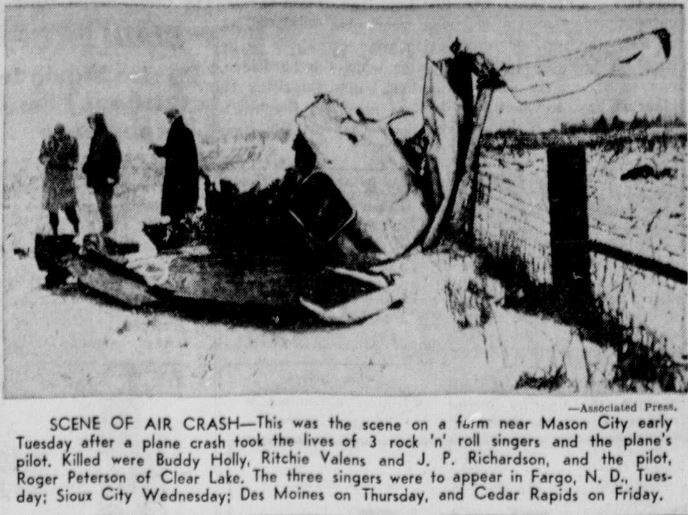 —Associated Press.
SCENE OF AIR CRASH—This was the scene on a farm near Mason City early
Tuesday after a plane crash took the lives of 3 rock 'n' roll singers and the plane's
pilot. Killed were Buddy Holly, Ritchie Valens and J. P. Richardson, and the pilot,
Roger Peterson of Clear Lake. The three singers were to appear in Fargo, N. D., Tues-
day; Sioux City Wednesday; Des Moines on Thursday, and Cedar Rapids on Friday.